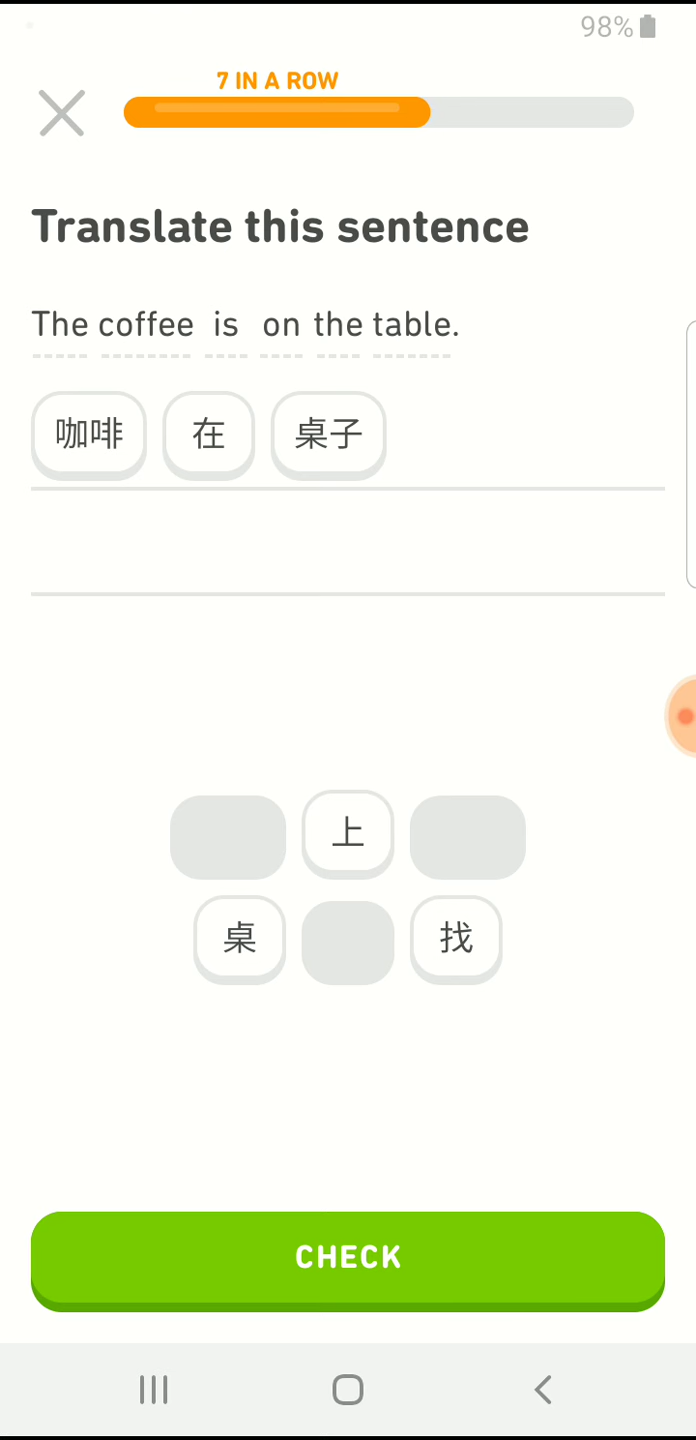 98%
7 IN A ROW
Translate this sentence
The coffee is on the table.
咖啡 在 桌子
上
桌 找
CHECK